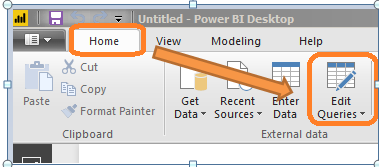 Untitled - Power BI Desktop
Home View Modeling Help
Paste
Cut
Copy
Format Painter
Clipboard
Get Data
Recent Sources
Enter Data
Edit Queries
External data